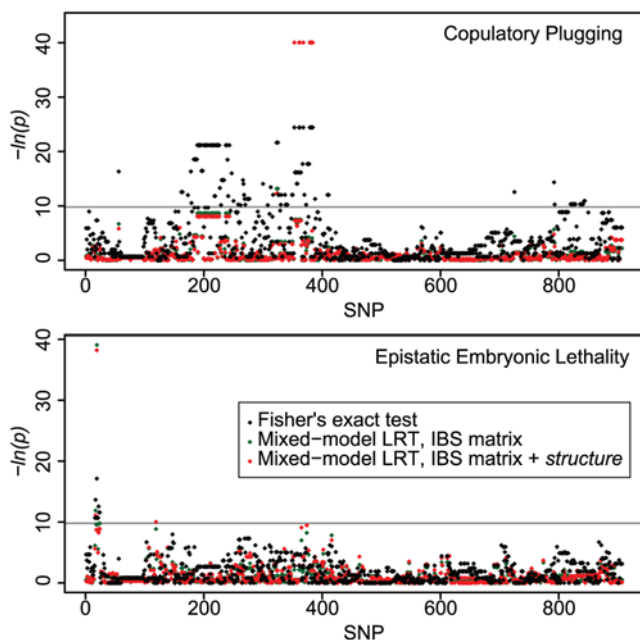 Copulatory Plugging
−ln(p)
40
30
20
10
0
0 200 400 600 800
SNP
Epistatic Embryonic Lethality
−ln(p)
40
30
20
10
0
Fisher's exact test
Mixed−model LRT, IBS matrix
Mixed−model LRT, IBS matrix + structure
0 200 400 600 800
SNP